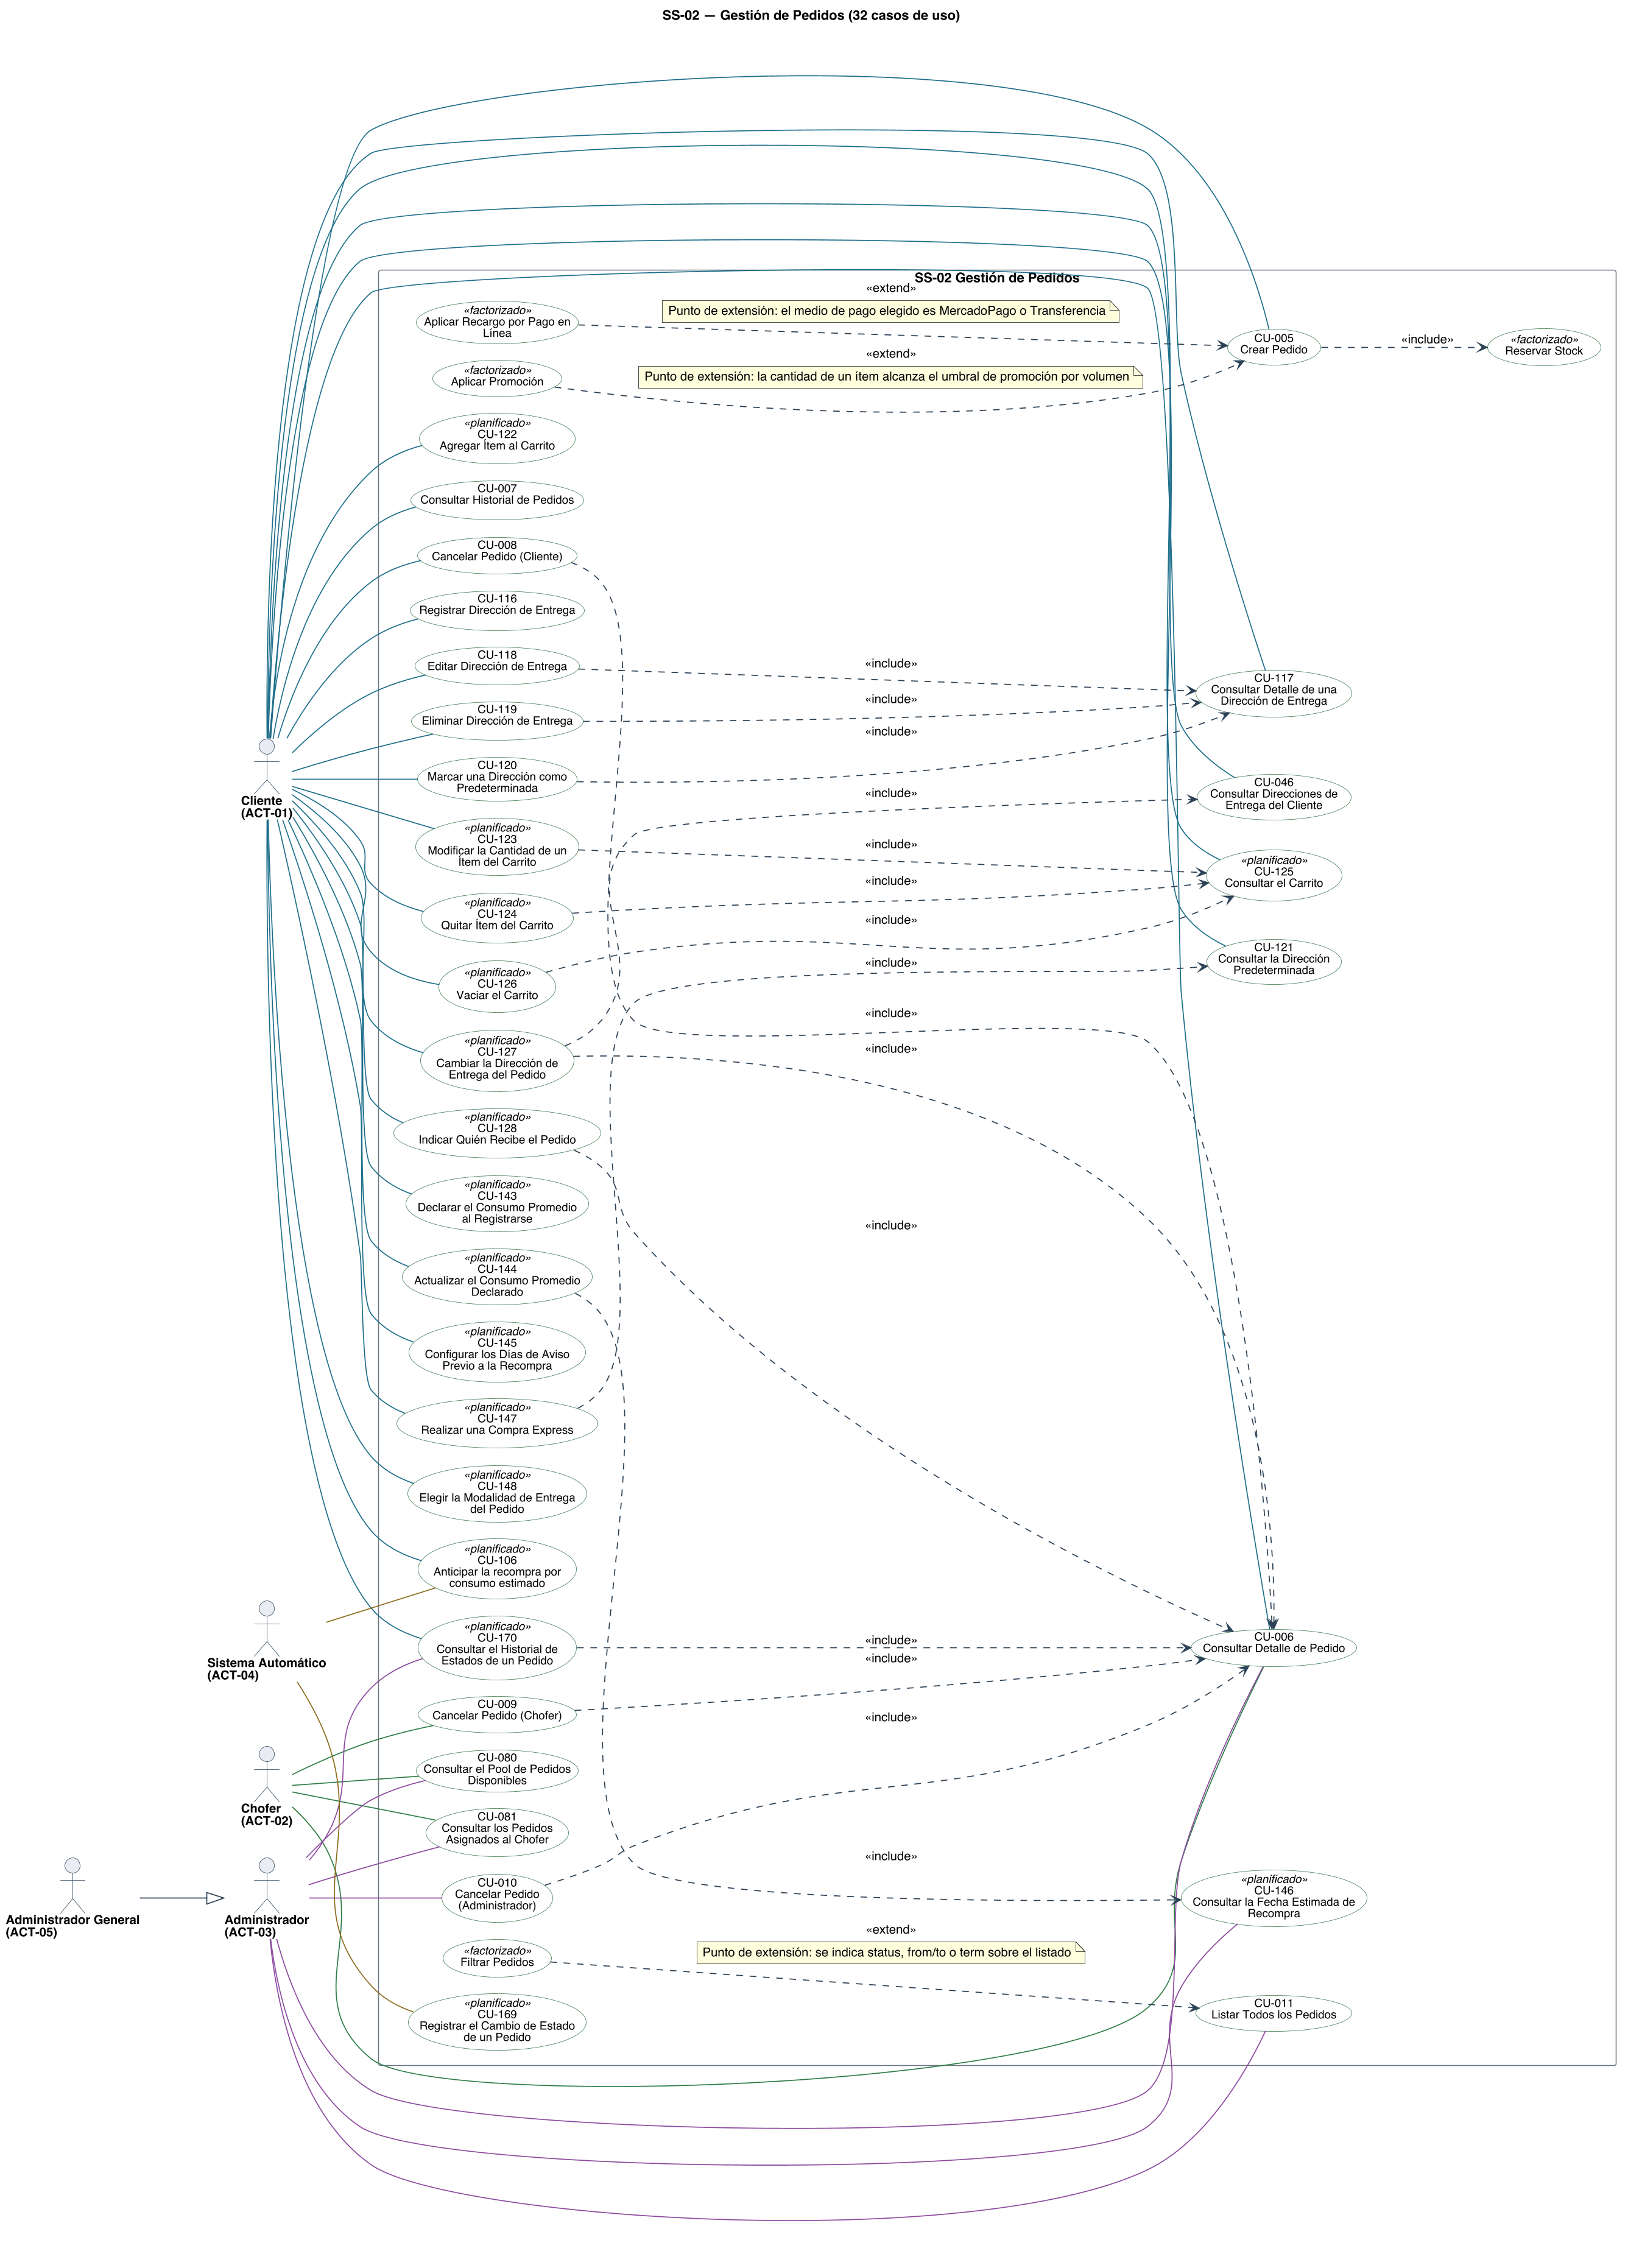 SS-02 — Gestión de Pedidos (32 casos de uso)
SS-02 Gestión de Pedidos
«extend»
Punto de extensión: el medio de pago elegido es MercadoPago o Transferencia
«factorizado»
Aplicar Recargo por Pago en
Línea
CU-005
Crear Pedido
«include»
«factorizado»
Reservar Stock
«extend»
Punto de extensión: la cantidad de un ítem alcanza el umbral de promoción por volumen
«factorizado»
Aplicar Promoción
«planificado»
CU-122
Agregar Ítem al Carrito
CU-007
Consultar Historial de Pedidos
CU-008
Cancelar Pedido (Cliente)
CU-116
Registrar Dirección de Entrega
CU-118
Editar Dirección de Entrega
«include»
CU-117
Consultar Detalle de una
Dirección de Entrega
CU-119
Eliminar Dirección de Entrega
«include»
«include»
Cliente
(ACT-01)
CU-120
Marcar una Dirección como
Predeterminada
«include»
CU-046
Consultar Direcciones de
Entrega del Cliente
«planificado»
CU-123
Modificar la Cantidad de un
Ítem del Carrito
«include»
«planificado»
CU-125
Consultar el Carrito
«include»
«planificado»
CU-124
Quitar Ítem del Carrito
«include»
CU-121
Consultar la Dirección
Predeterminada
«include»
«planificado»
CU-126
Vaciar el Carrito
«include»
«include»
«planificado»
CU-127
Cambiar la Dirección de
Entrega del Pedido
«planificado»
CU-128
Indicar Quién Recibe el Pedido
«planificado»
CU-143
Declarar el Consumo Promedio
al Registrarse
«include»
«planificado»
CU-144
Actualizar el Consumo Promedio
Declarado
«planificado»
CU-145
Configurar los Días de Aviso
Previo a la Recompra
«planificado»
CU-147
Realizar una Compra Express
«planificado»
CU-148
Elegir la Modalidad de Entrega
del Pedido
«planificado»
CU-106
Anticipar la recompra por
consumo estimado
Sistema Automático
(ACT-04)
«planificado»
CU-170
Consultar el Historial de
Estados de un Pedido
«include»
CU-006
Consultar Detalle de Pedido
«include»
CU-009
Cancelar Pedido (Chofer)
«include»
CU-080
Consultar el Pool de Pedidos
Disponibles
Chofer
(ACT-02)
CU-081
Consultar los Pedidos
Asignados al Chofer
«include»
Administrador General
(ACT-05)
Administrador
(ACT-03)
CU-010
Cancelar Pedido
(Administrador)
«planificado»
CU-146
Consultar la Fecha Estimada de
Recompra
«extend»
Punto de extensión: se indica status, from/to o term sobre el listado
«factorizado»
Filtrar Pedidos
CU-011
Listar Todos los Pedidos
«planificado»
CU-169
Registrar el Cambio de Estado
de un Pedido